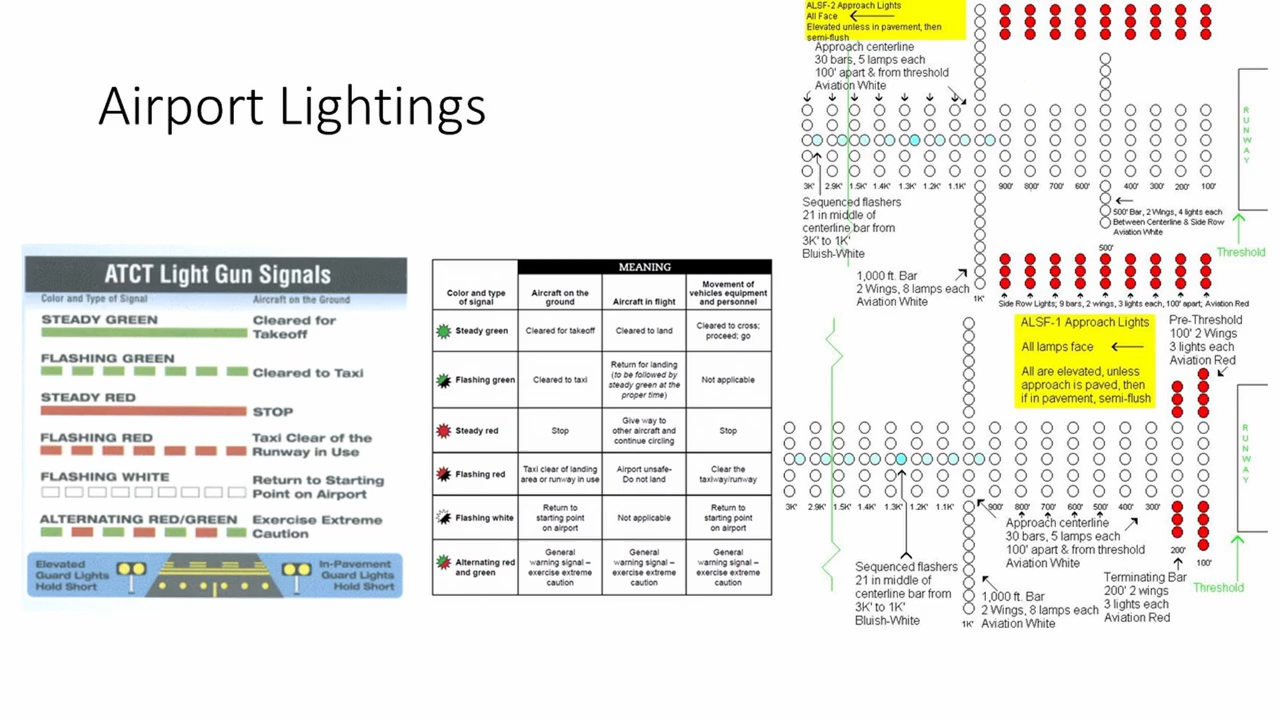 Airport Lightings
ATCT Light Gun Signals
Color and Type of Signal
Aircraft on the Ground
STEADY GREEN
Cleared for
Takeoff
FLASHING GREEN
Cleared to Taxi
STEADY RED
STOP
FLASHING RED
Taxi Clear of the
Runway in Use
FLASHING WHITE
Return to Starting
Point on Airport
ALTERNATING RED/GREEN
Exercise Extreme
Caution
Elevated
Guard Lights
Hold Short
In-Pavement
Guard Lights
Hold Short
MEANING
Color and type
of signal
Aircraft on the
ground
Aircraft in flight
Movement of
vehicles equipment
and personnel
Steady green
Cleared for takeoff
Cleared to land
Cleared to cross;
proceed; go
Flashing green
Cleared to taxi
Return for landing
(to be followed by
steady green at the
proper time)
Not applicable
Steady red
Stop
Give way to
other aircraft and
continue circling
Stop
Flashing red
Taxi clear of landing
area or runway in use
Airport unsafe-
Do not land
Clear the
taxiway/runway
Flashing white
Return to
starting point
on airport
Not applicable
Return to
starting point
on airport
Alternating red
and green
General
warning signal –
exercise extreme
caution
General
warning signal –
exercise extreme
caution
General
warning signal –
exercise extreme
caution
ALSF-2 Approach Lights
All Face
Elevated unless in pavement, then
semi-flush
Approach centerline
30 bars, 5 lamps each
100' apart & from threshold
Aviation White
RUNWAY
3K' 2.9K' 1.5K' 1.4K' 1.3K' 1.2K' 1.1K' 900' 800' 700' 600' 400' 300' 200' 100'
Sequenced flashers
21 in middle of
centerline bar from
3K' to 1K'
Bluish-White
500' Bar, 2 Wings, 4 lights each
Between Centerline & Side Row
Aviation White
500'
Threshold
1,000 ft. Bar
2 Wings, 8 lamps each
Aviation White
1K'
Side Row Lights; 9 bars, 2 wings, 3 lights each, 100' apart; Aviation Red
ALSF-1 Approach Lights
All lamps face
All are elevated, unless
approach is paved, then
if in pavement, semi-flush
Pre-Threshold
100' 2 Wings
3 lights each
Aviation Red
RUNWAY
3K' 2.9K' 1.5K' 1.4K' 1.3K' 1.2K' 1.1K' 900' 800' 700' 600' 500' 400' 300'
Approach centerline
30 bars, 5 lamps each
100' apart & from threshold
Aviation White
200'
100'
Sequenced flashers
21 in middle of
centerline bar from
3K' to 1K'
Bluish-White
1,000 ft. Bar
2 Wings, 8 lamps each
Aviation White
1K'
Terminating Bar
200' 2 wings
3 lights each
Aviation Red
Threshold